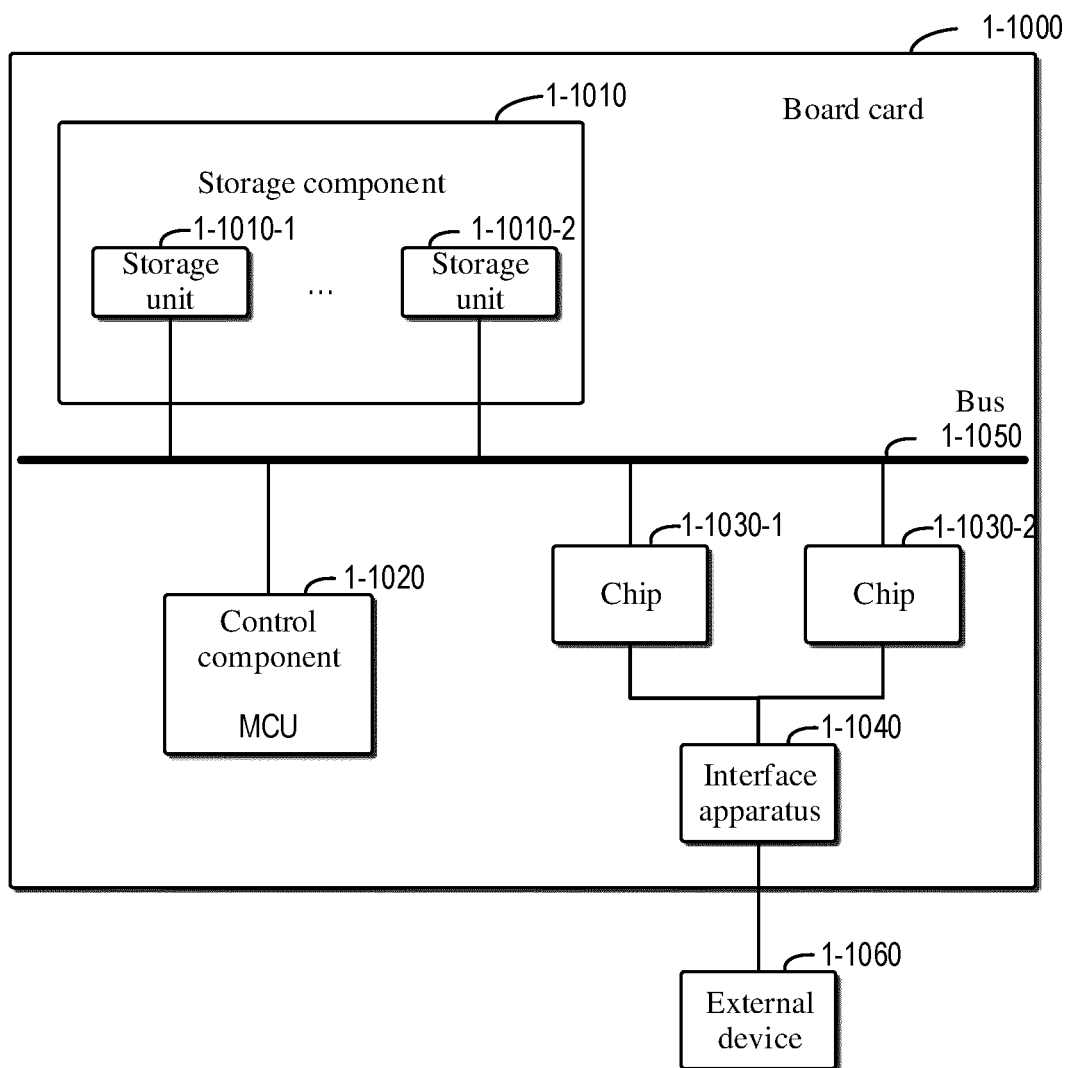 1-1000
Board card
1-1010
Storage component
1-1010-1
1-1010-2
Storage
unit
...
Storage
unit
Bus
1-1050
1-1030-1
1-1030-2
1-1020
Chip
Chip
Control
component
MCU
1-1040
Interface
apparatus
1-1060
External
device